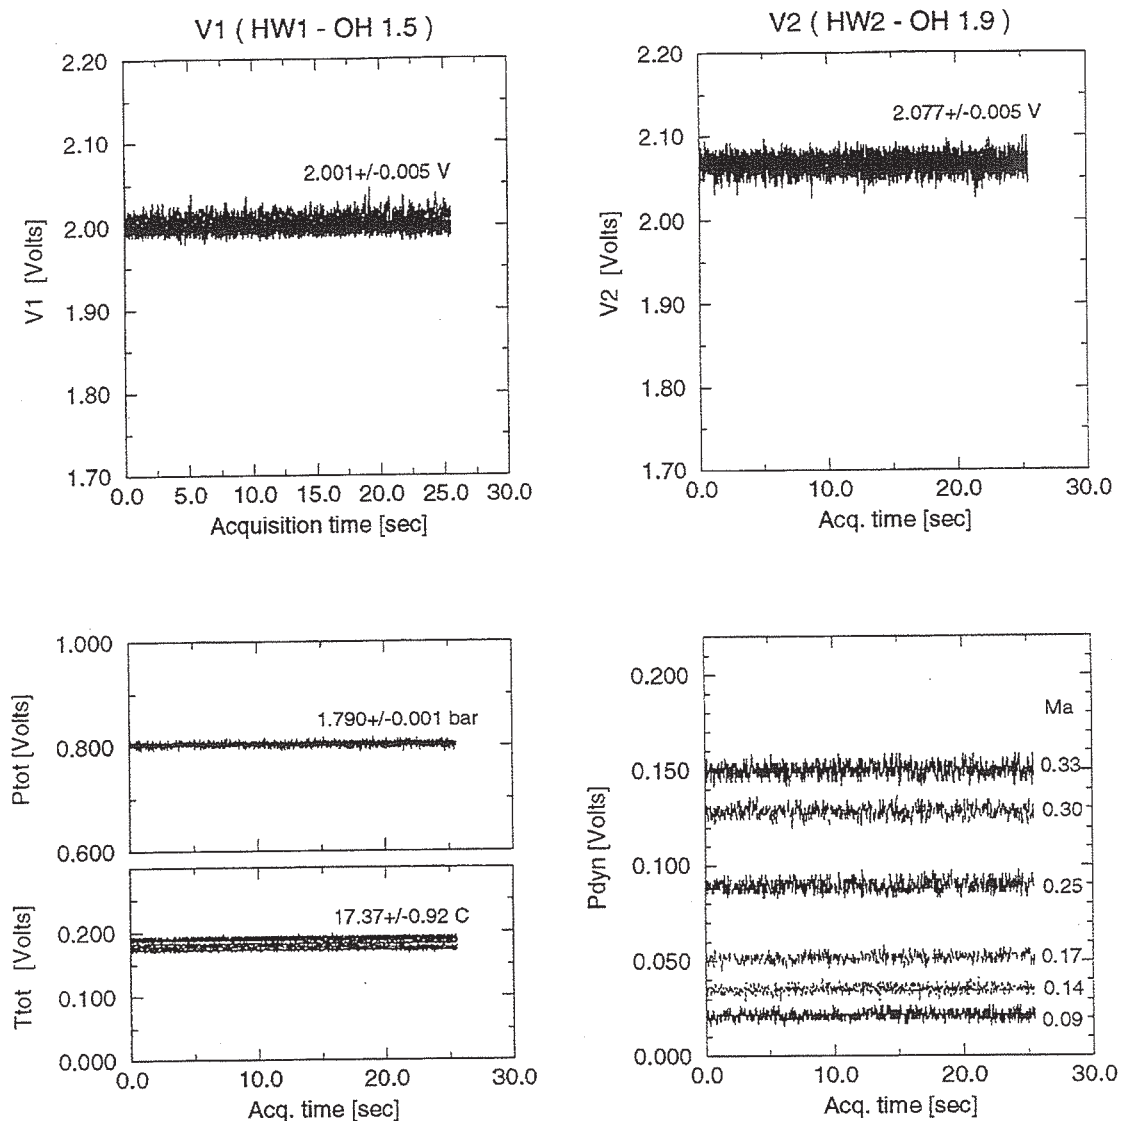 V1 ( HW1 - OH 1.5 )
2.20
2.10
2.00
1.90
1.80
1.70
V1 [Volts]
2.001+/-0.005 V
0.0 5.0 10.0 15.0 20.0 25.0 30.0
Acquisition time [sec]
V2 ( HW2 - OH 1.9 )
2.20
2.10
2.00
1.90
1.80
1.70
V2 [Volts]
2.077+/-0.005 V
0.0 10.0 20.0 30.0
Acq. time [sec]
1.000
0.800
0.600
Ptot [Volts]
1.790+/-0.001 bar
0.200
0.100
0.000
Ttot [Volts]
17.37+/-0.92 C
0.0 10.0 20.0 30.0
Acq. time [sec]
0.200
0.150
0.100
0.050
0.000
Pdyn [Volts]
Ma
0.33
0.30
0.25
0.17
0.14
0.09
0.0 10.0 20.0 30.0
Acq. time [sec]